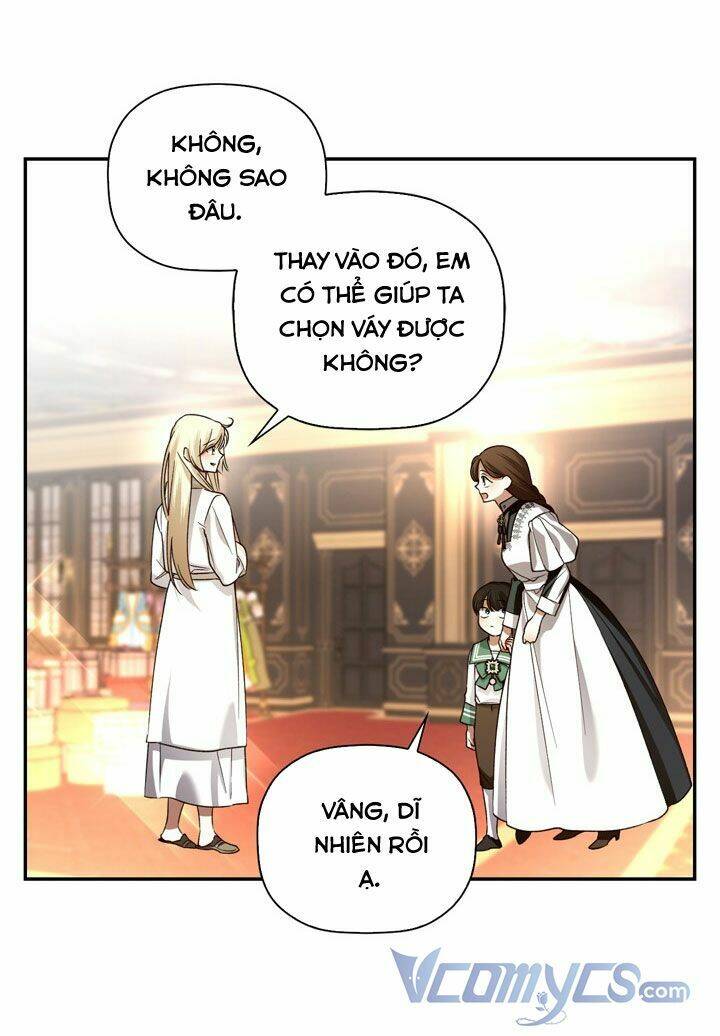 KHÔNG,
KHÔNG SAO
ĐÂU.
THAY VÀO ĐÓ, EM
CÓ THỂ GIÚP TA
CHỌN VÁY ĐƯỢC
KHÔNG?
VÂNG, DĨ
NHIÊN RỒI
Ạ.
VCOMYCS.com